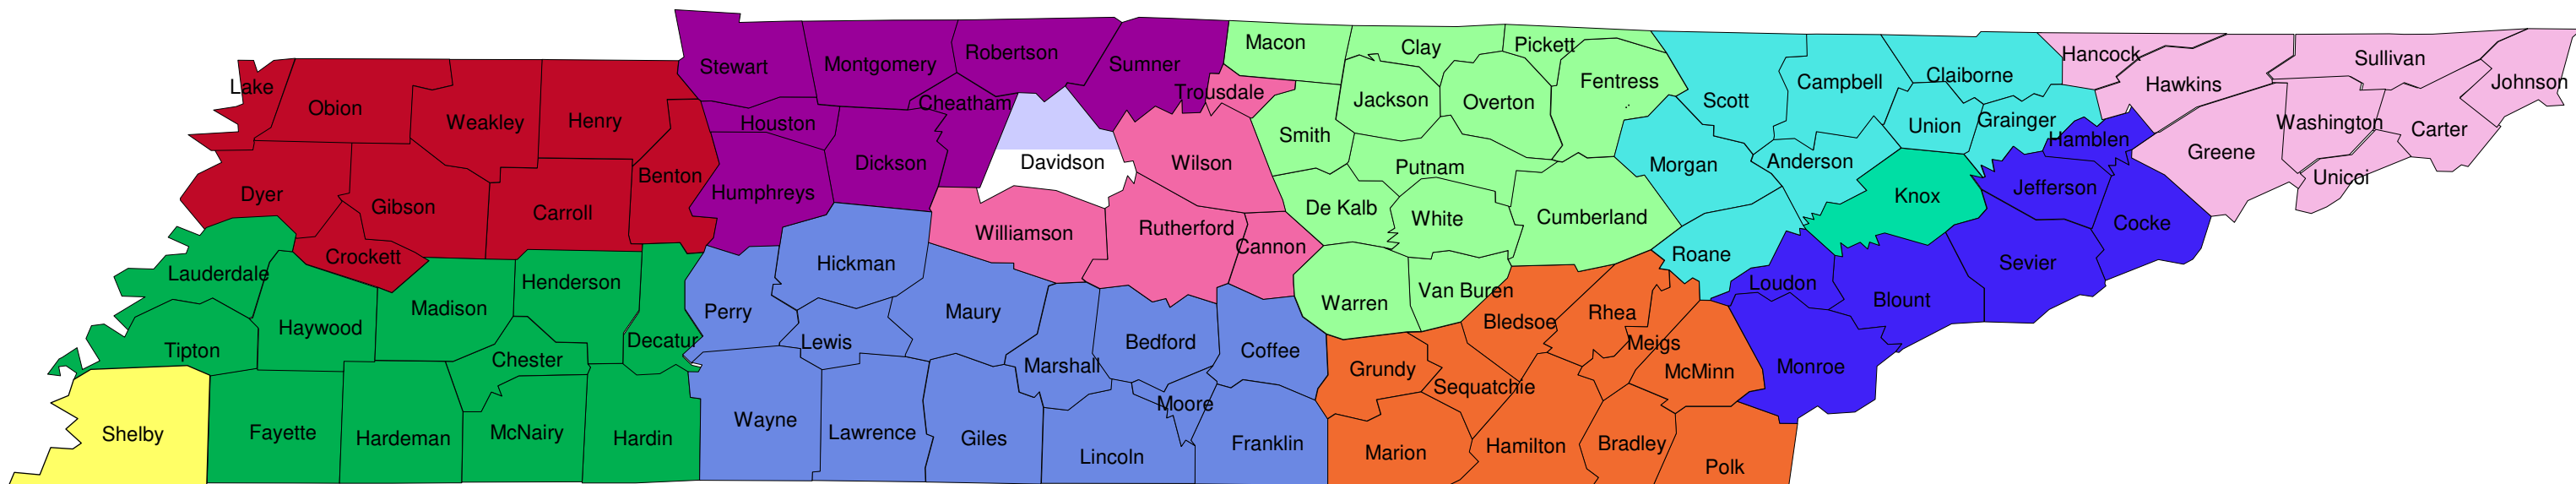 Lake
Obion
Weakley
Henry
Stewart
Montgomery
Robertson
Sumner
Macon
Clay
Pickett
Fentress
Scott
Campbell
Claiborne
Hancock
Hawkins
Sullivan
Johnson
Trousdale
Cheatham
Houston
Dickson
Jackson
Overton
Smith
Union
Grainger
Hamblen
Washington
Carter
Greene
Unicoi
Dyer
Gibson
Carroll
Benton
Humphreys
Davidson
Wilson
Putnam
Morgan
Anderson
Knox
Jefferson
Cocke
Crockett
Williamson
Rutherford
Cannon
De Kalb
White
Cumberland
Roane
Sevier
Lauderdale
Haywood
Madison
Henderson
Decatur
Perry
Hickman
Lewis
Maury
Marshall
Bedford
Coffee
Warren
Van Buren
Bledsoe
Rhea
Meigs
Loudon
Blount
Tipton
Chester
Grundy
Sequatchie
McMinn
Monroe
Moore
Shelby
Fayette
Hardeman
McNairy
Hardin
Wayne
Lawrence
Giles
Lincoln
Franklin
Marion
Hamilton
Bradley
Polk